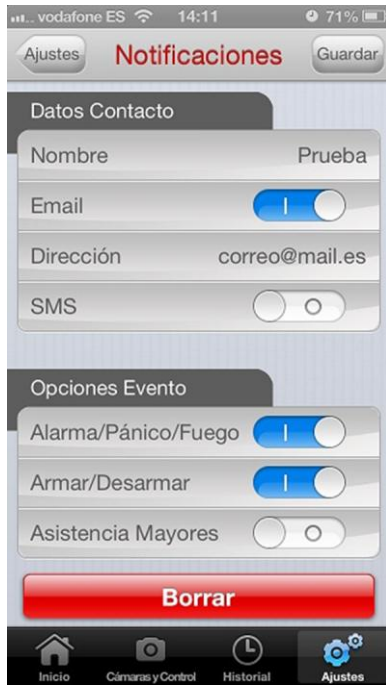 vodafone ES 14:11 71%
Ajustes Notificaciones Guardar
Datos Contacto
Nombre Prueba
Email
Dirección correo@mail.es
SMS
Opciones Evento
Alarma/Pánico/Fuego
Armar/Desarmar
Asistencia Mayores
Borrar
Inicio Cámaras y Control Historial Ajustes